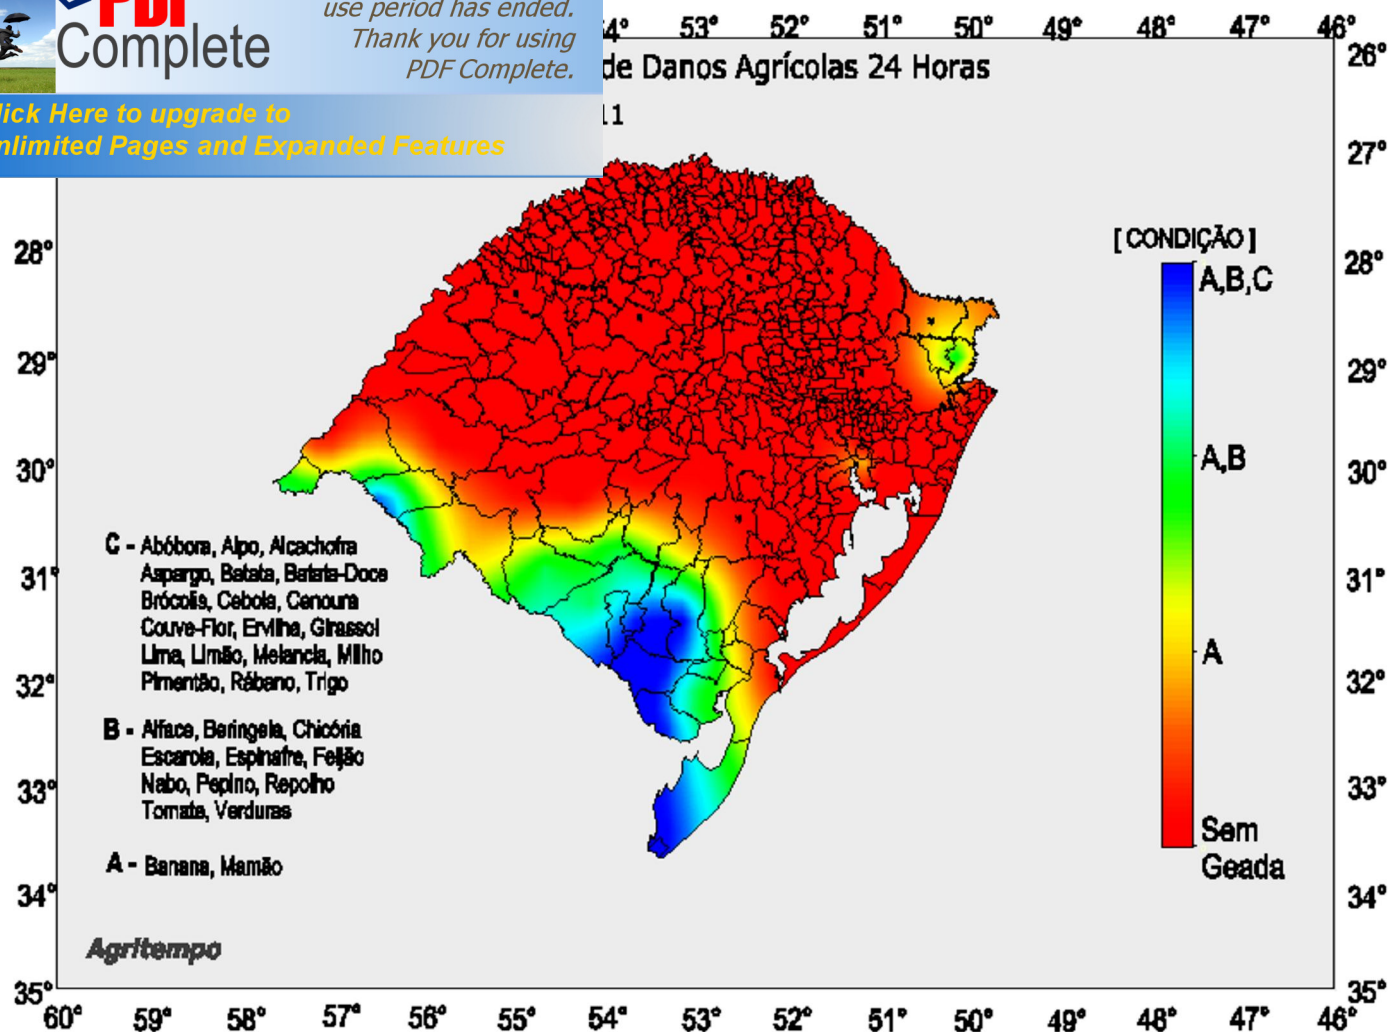 PDF
Complete
use period has ended.
Thank you for using
PDF Complete.
lick Here to upgrade to
nlimited Pages and Expanded Features
4° 53° 52° 51° 50° 49° 48° 47° 46°
de Danos Agrícolas 24 Horas
11
26°
27°
28°
29°
30°
31°
32°
33°
34°
35°
28°
29°
30°
31°
32°
33°
34°
35°
[ CONDIÇÃO ]
A,B,C
A,B
A
Sem
Geada
C - Abóbora, Aipo, Alcachofra
Aspargo, Batata, Batata-Doce
Brócolis, Cebola, Cenoura
Couve-Flor, Ervilha, Girassol
Lima, Limão, Melancia, Milho
Pimentão, Rábano, Trigo
B - Alface, Beringela, Chicória
Escarola, Espinafre, Feijão
Nabo, Pepino, Repolho
Tomate, Verduras
A - Banana, Mamão
Agritempo
60° 59° 58° 57° 56° 55° 54° 53° 52° 51° 50° 49° 48° 47° 46°